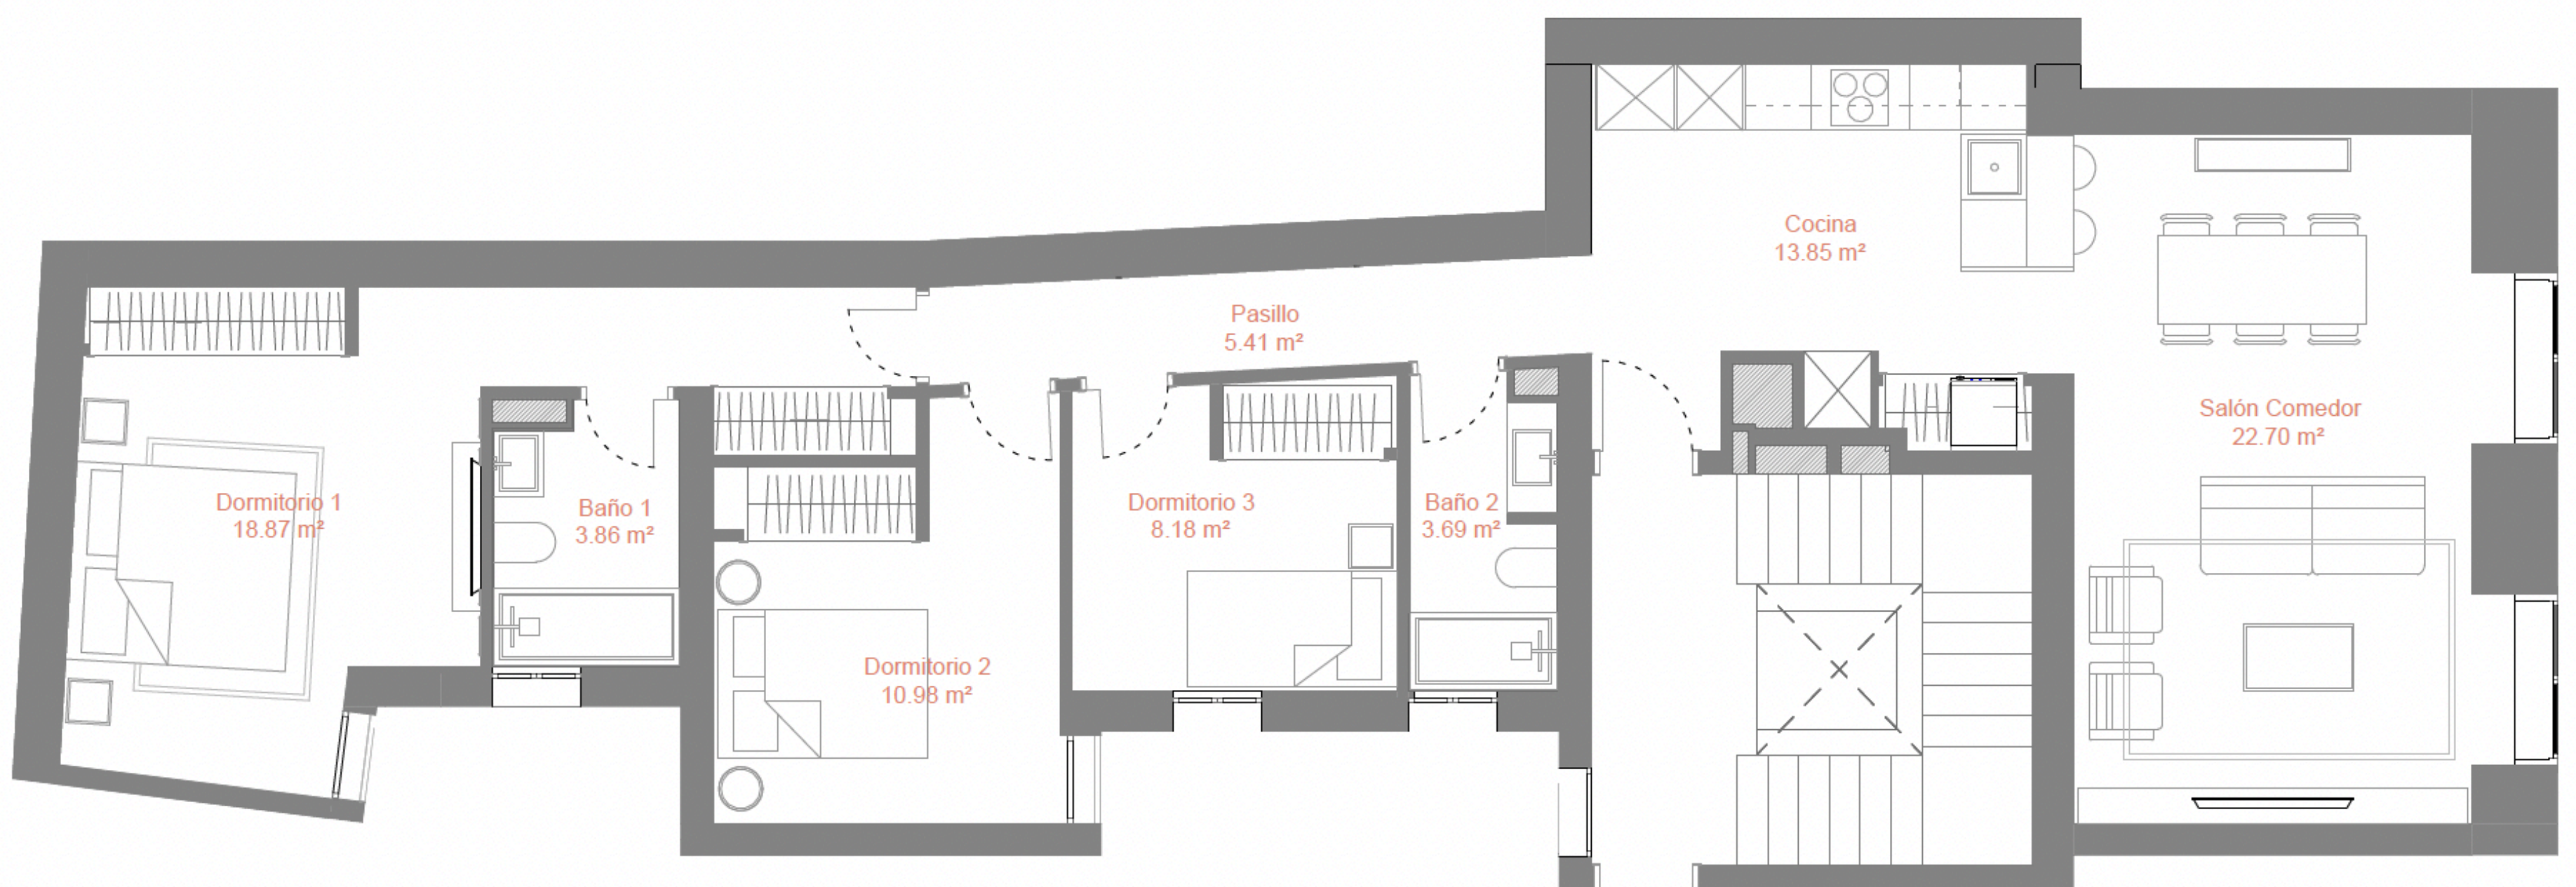 Cocina
13.85 m²
Pasillo
5.41 m²
Salón Comedor
22.70 m²
Dormitorio 1
18.87 m²
Baño 1
3.86 m²
Dormitorio 3
8.18 m²
Baño 2
3.69 m²
Dormitorio 2
10.98 m²